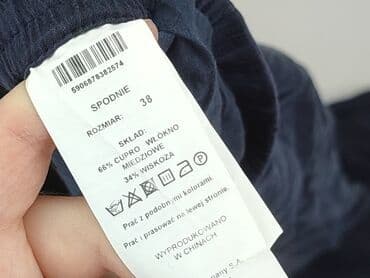 5906878382574
SPODNIE
ROZMIAR: 38
SKŁAD:
66% CUPRO - WŁÓKNO
MIEDZIOWE
34% WISKOZA
Prać z podobnymi kolorami.
Prać i prasować na lewej stronie.
WYPRODUKOWANO
W CHINACH
pany S.A.